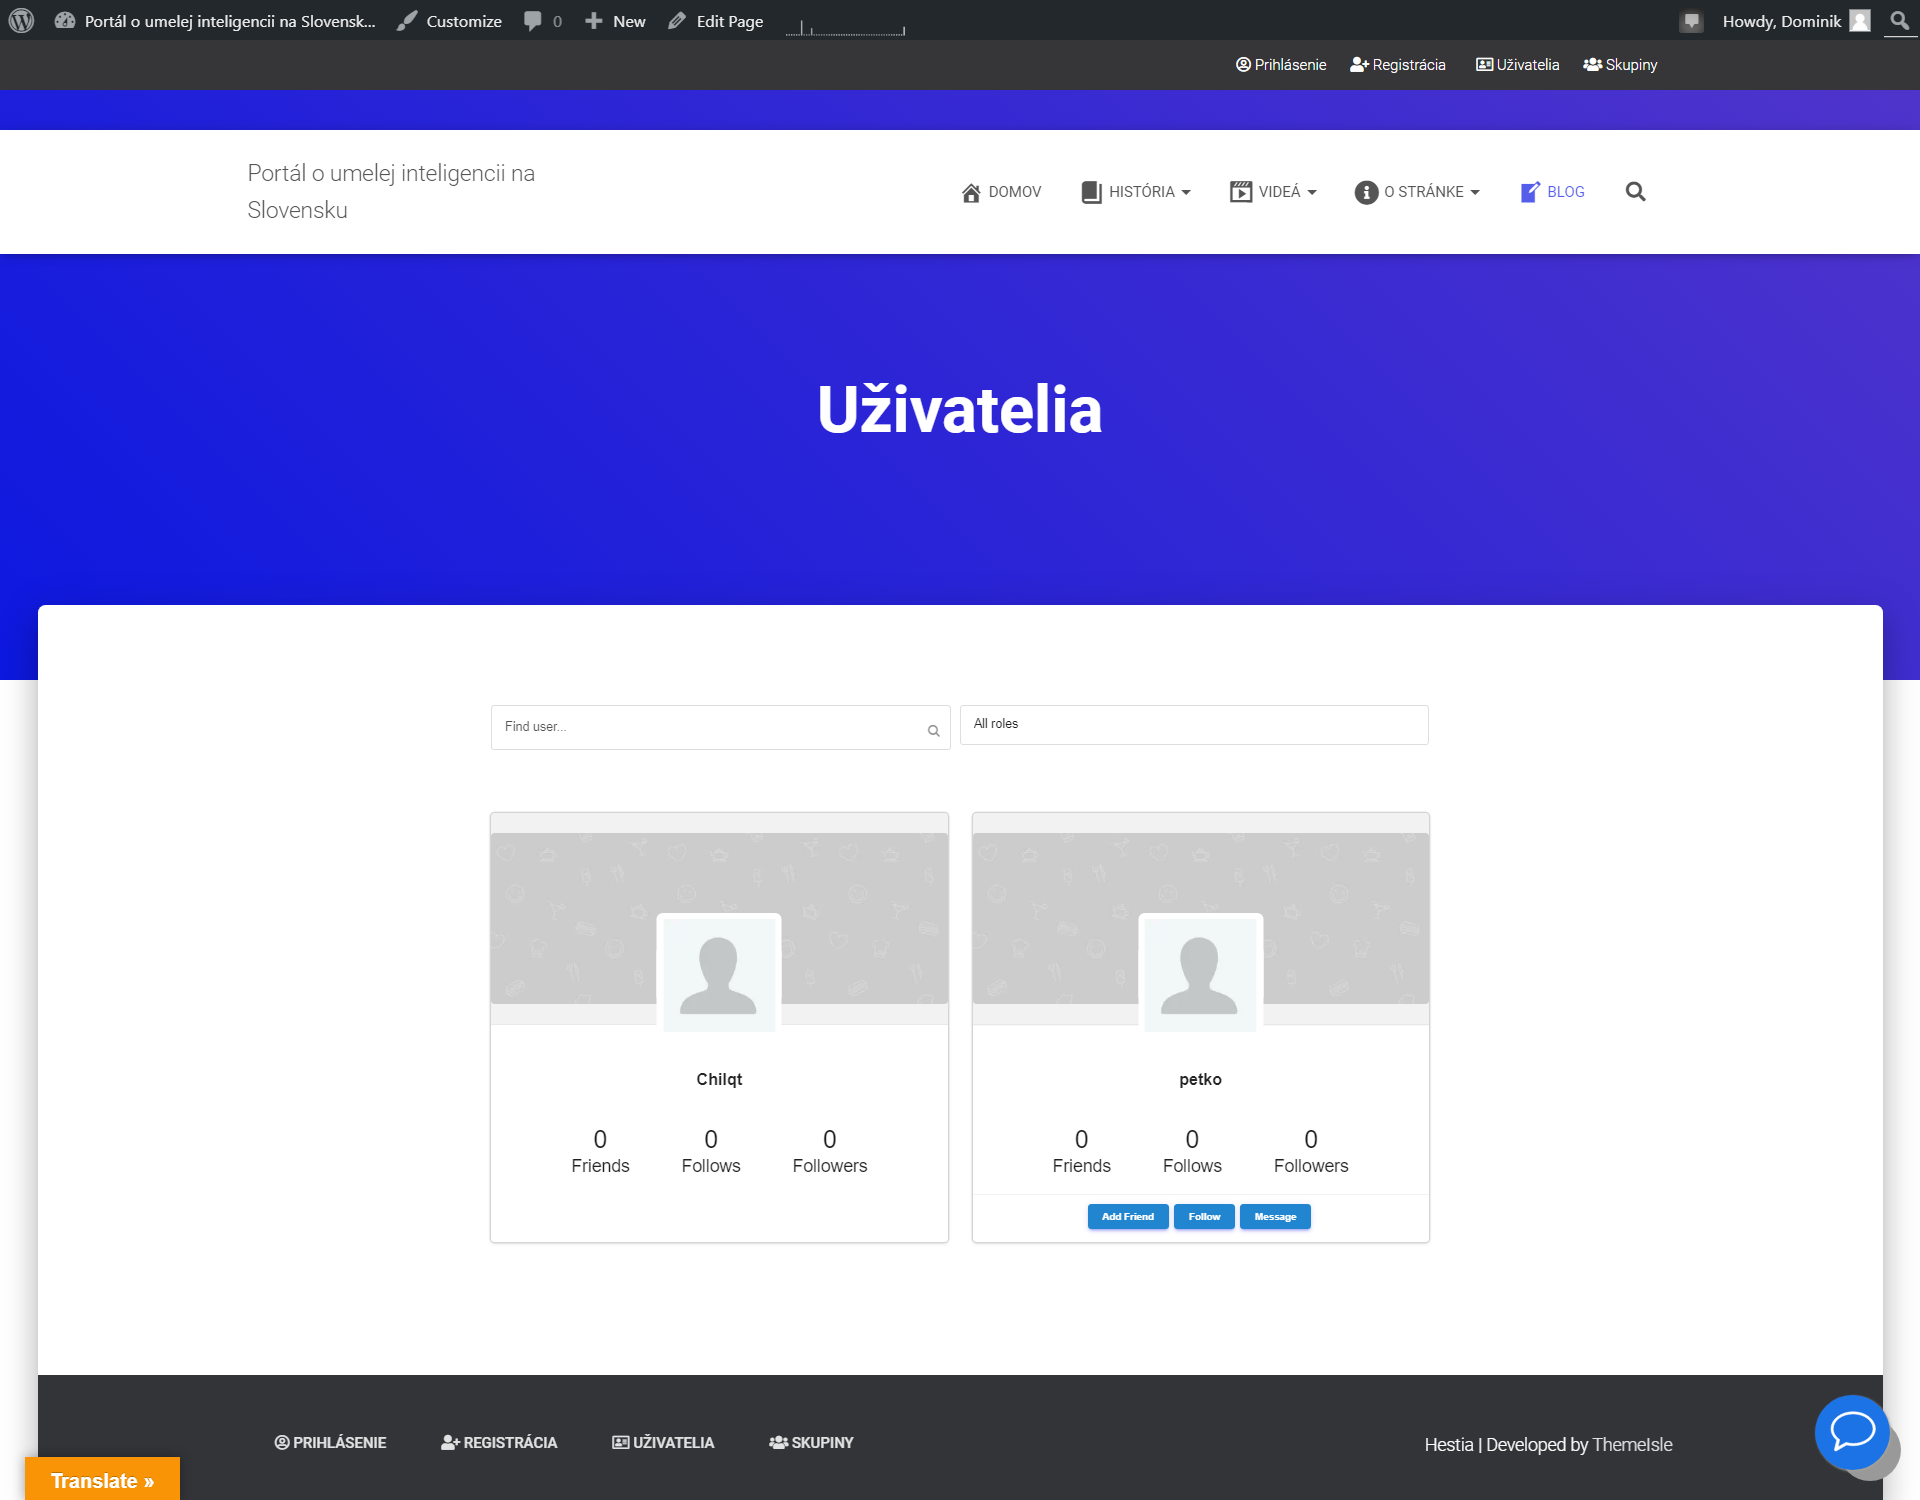 Portál o umelej inteligencii na Slovensk...
Customize
0
New
Edit Page
Howdy, Dominik
Prihlásenie
Registrácia
Uživatelia
Skupiny
Portál o umelej inteligencii na
Slovensku
DOMOV
HISTÓRIA
VIDEÁ
O STRÁNKE
BLOG
Uživatelia
Find user...
All roles
Chilqt
0
Friends
0
Follows
0
Followers
petko
0
Friends
0
Follows
0
Followers
Add Friend
Follow
Message
PRIHLÁSENIE
REGISTRÁCIA
UŽIVATELIA
SKUPINY
Hestia | Developed by ThemeIsle
Translate »